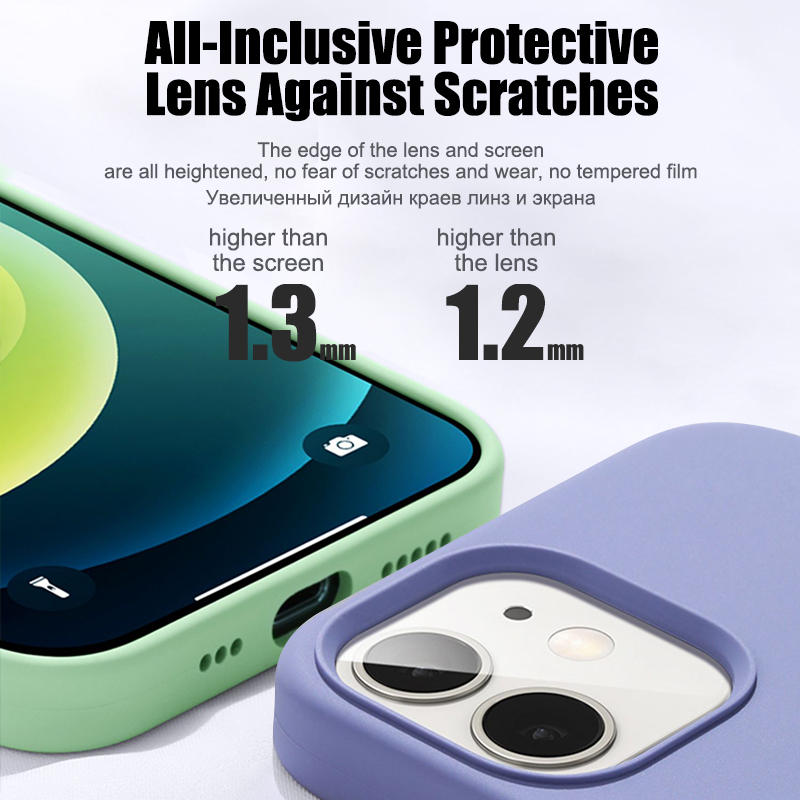 All-Inclusive Protective
Lens Against Scratches
The edge of the lens and screen
are all heightened, no fear of scratches and wear, no tempered film
Увеличенный дизайн краев линз и экрана
higher than
the screen
1.3mm
higher than
the lens
1.2mm